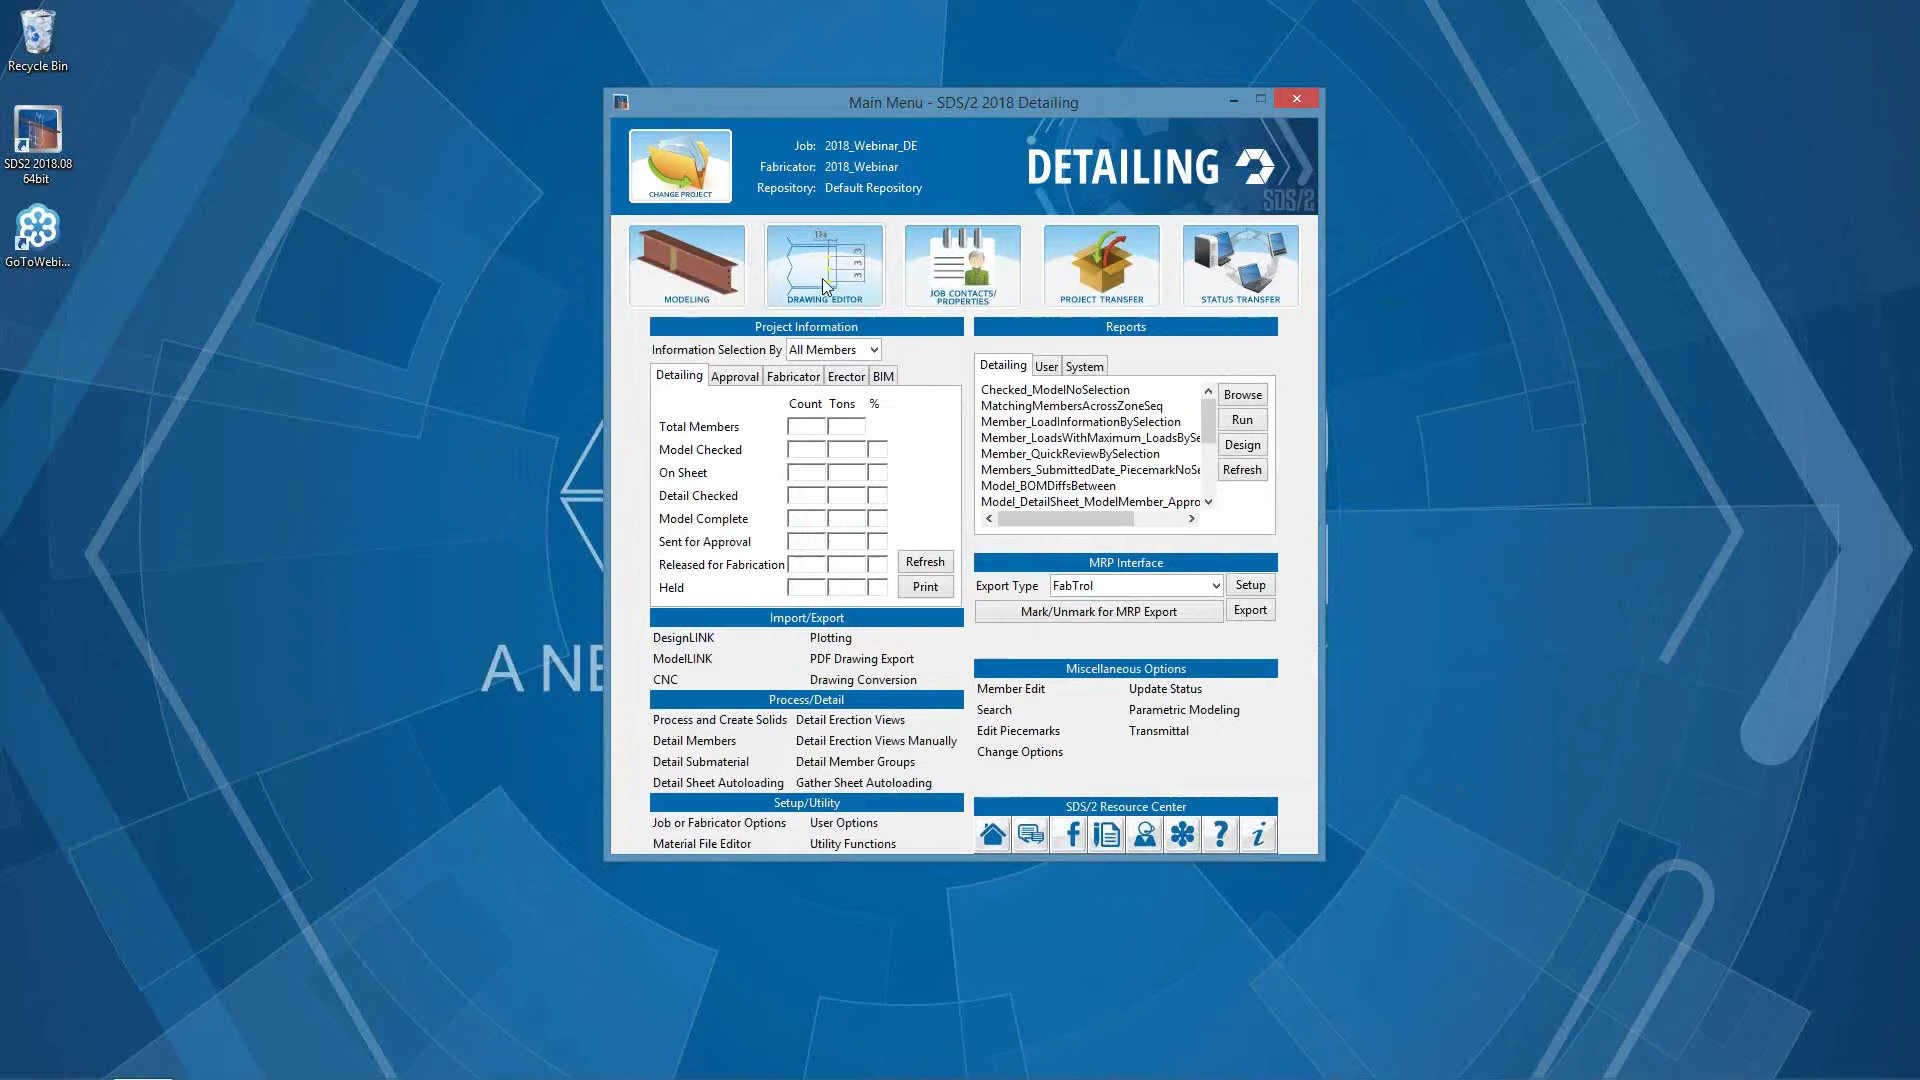 Recycle Bin
SDS2 2018.08
64bit
GoToWebi...
Main Menu - SDS/2 2018 Detailing
CHANGE PROJECT
Job: 2018_Webinar_DE
Fabricator: 2018_Webinar
Repository: Default Repository
DETAILING
SDS/2
MODELING
DRAWING EDITOR
JOB CONTACTS/
PROPERTIES
PROJECT TRANSFER
STATUS TRANSFER
Project Information
Information Selection By All Members
Detailing Approval Fabricator Erector BIM
Count Tons %
Total Members
Model Checked
On Sheet
Detail Checked
Model Complete
Sent for Approval
Released for Fabrication
Held
Refresh
Print
Import/Export
DesignLINK Plotting
ModelLINK PDF Drawing Export
CNC Drawing Conversion
Process/Detail
Process and Create Solids Detail Erection Views
Detail Members Detail Erection Views Manually
Detail Submaterial Detail Member Groups
Detail Sheet Autoloading Gather Sheet Autoloading
Setup/Utility
Job or Fabricator Options User Options
Material File Editor Utility Functions
Reports
Detailing User System
Checked_ModelNoSelection
MatchingMembersAcrossZoneSeq
Member_LoadInformationBySelection
Member_LoadsWithMaximum_LoadsBySe
Member_QuickReviewBySelection
Members_SubmittedDate_PiecemarkNoSe
Model_BOMDiffsBetween
Model_DetailSheet_ModelMember_Appro
Browse
Run
Design
Refresh
MRP Interface
Export Type FabTrol Setup
Mark/Unmark for MRP Export Export
Miscellaneous Options
Member Edit Update Status
Search Parametric Modeling
Edit Piecemarks Transmittal
Change Options
SDS/2 Resource Center
A NE